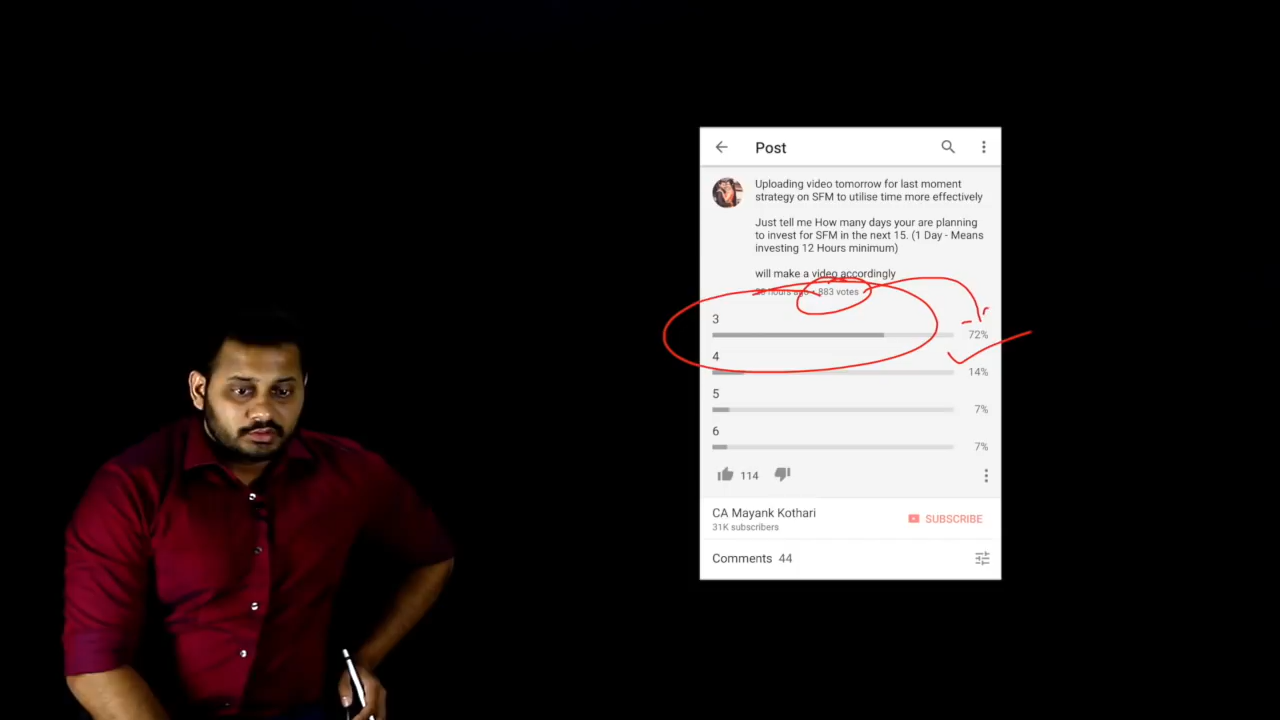 Post
Uploading video tomorrow for last moment
strategy on SFM to utilise time more effectively
Just tell me How many days your are planning
to invest for SFM in the next 15. (1 Day - Means
investing 12 Hours minimum)
will make a video accordingly
hours ago • 883 votes
3
72%
4
14%
5
7%
6
7%
114
CA Mayank Kothari
SUBSCRIBE
31K subscribers
Comments 44